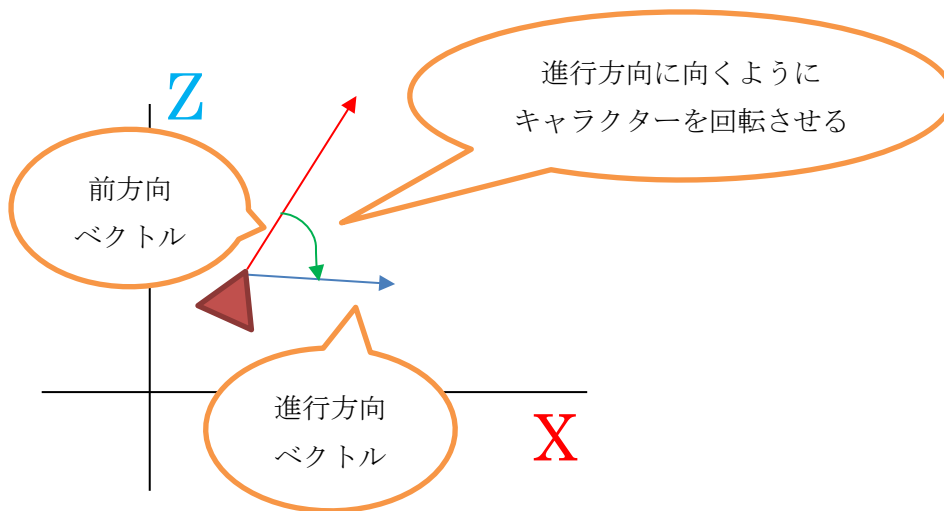 進行方向に向くように
キャラクターを回転させる
Z
前方向
ベクトル
進行方向
ベクトル
X